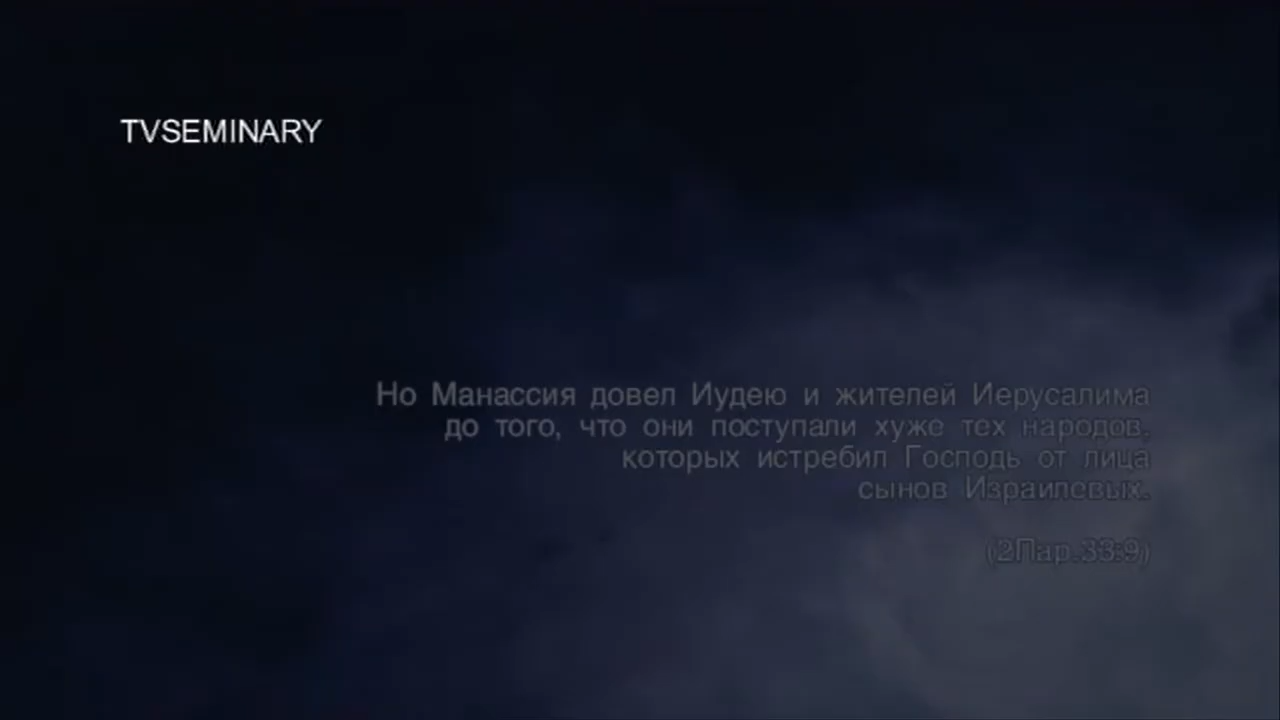 TVSEMINARY
Но Манассия довел Иудею и жителей Иерусалима
до того, что они поступали хуже тех народов,
которых истребил Господь от лица
сынов Израилевых.
(2Пар.33:9)